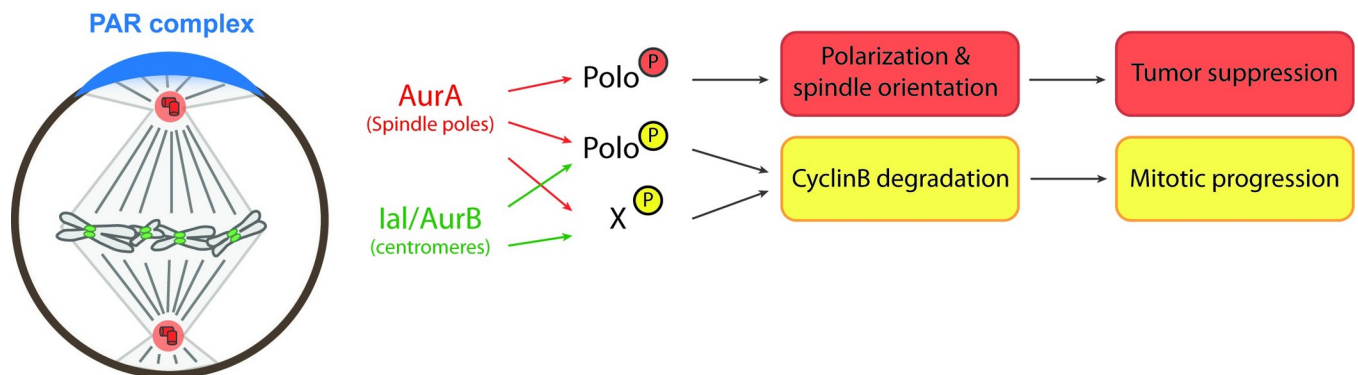 PAR complex
AurA
(Spindle poles)
Ial/AurB
(centromeres)
Polo P
Polo P
X P
Polarization &
spindle orientation
Tumor suppression
CyclinB degradation
Mitotic progression